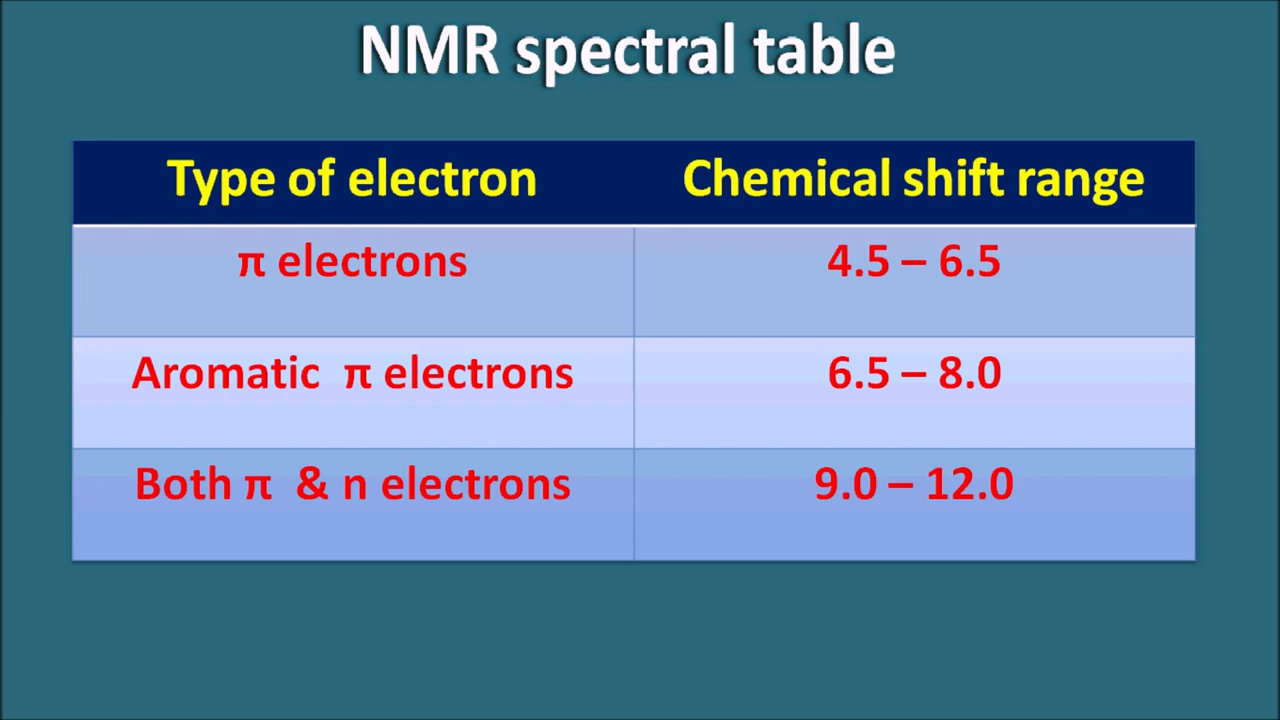 NMR spectral table
Type of electron Chemical shift range
π electrons 4.5 – 6.5
Aromatic π electrons 6.5 – 8.0
Both π & n electrons 9.0 – 12.0